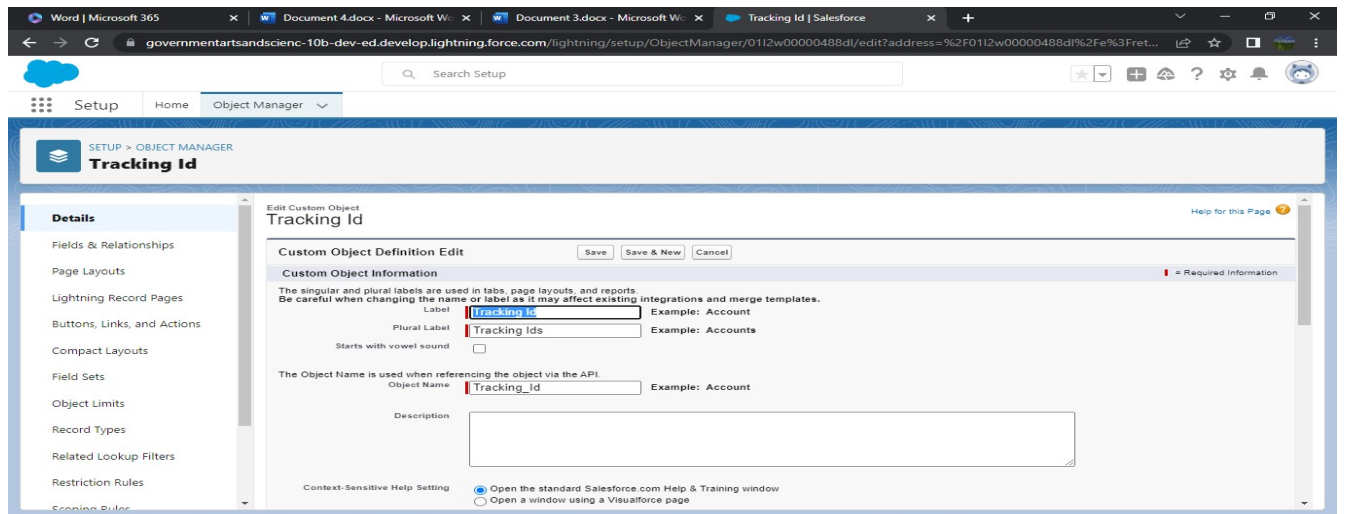 Word | Microsoft 365
Document 4.docx - Microsoft Wo
Document 3.docx - Microsoft Wo
Tracking Id | Salesforce
governmentartsandscienc-10b-dev-ed.develop.lightning.force.com/lightning/setup/ObjectManager/01I2w00000488dI/edit?address=%2F01I2w00000488dI%2Fe%3Fret...
Search Setup
Setup Home Object Manager
SETUP > OBJECT MANAGER
Tracking Id
Details
Fields & Relationships
Page Layouts
Lightning Record Pages
Buttons, Links, and Actions
Compact Layouts
Field Sets
Object Limits
Record Types
Related Lookup Filters
Restriction Rules
Scoping Rules
Edit Custom Object
Tracking Id
Help for this Page
Custom Object Definition Edit Save Save & New Cancel
Custom Object Information = Required Information
The singular and plural labels are used in tabs, page layouts, and reports.
Be careful when changing the name or label as it may affect existing integrations and merge templates.
Label Tracking Id Example: Account
Plural Label Tracking Ids Example: Accounts
Starts with vowel sound
The Object Name is used when referencing the object via the API.
Object Name Tracking_Id Example: Account
Description
Context-Sensitive Help Setting Open the standard Salesforce.com Help & Training window
Open a window using a Visualforce page